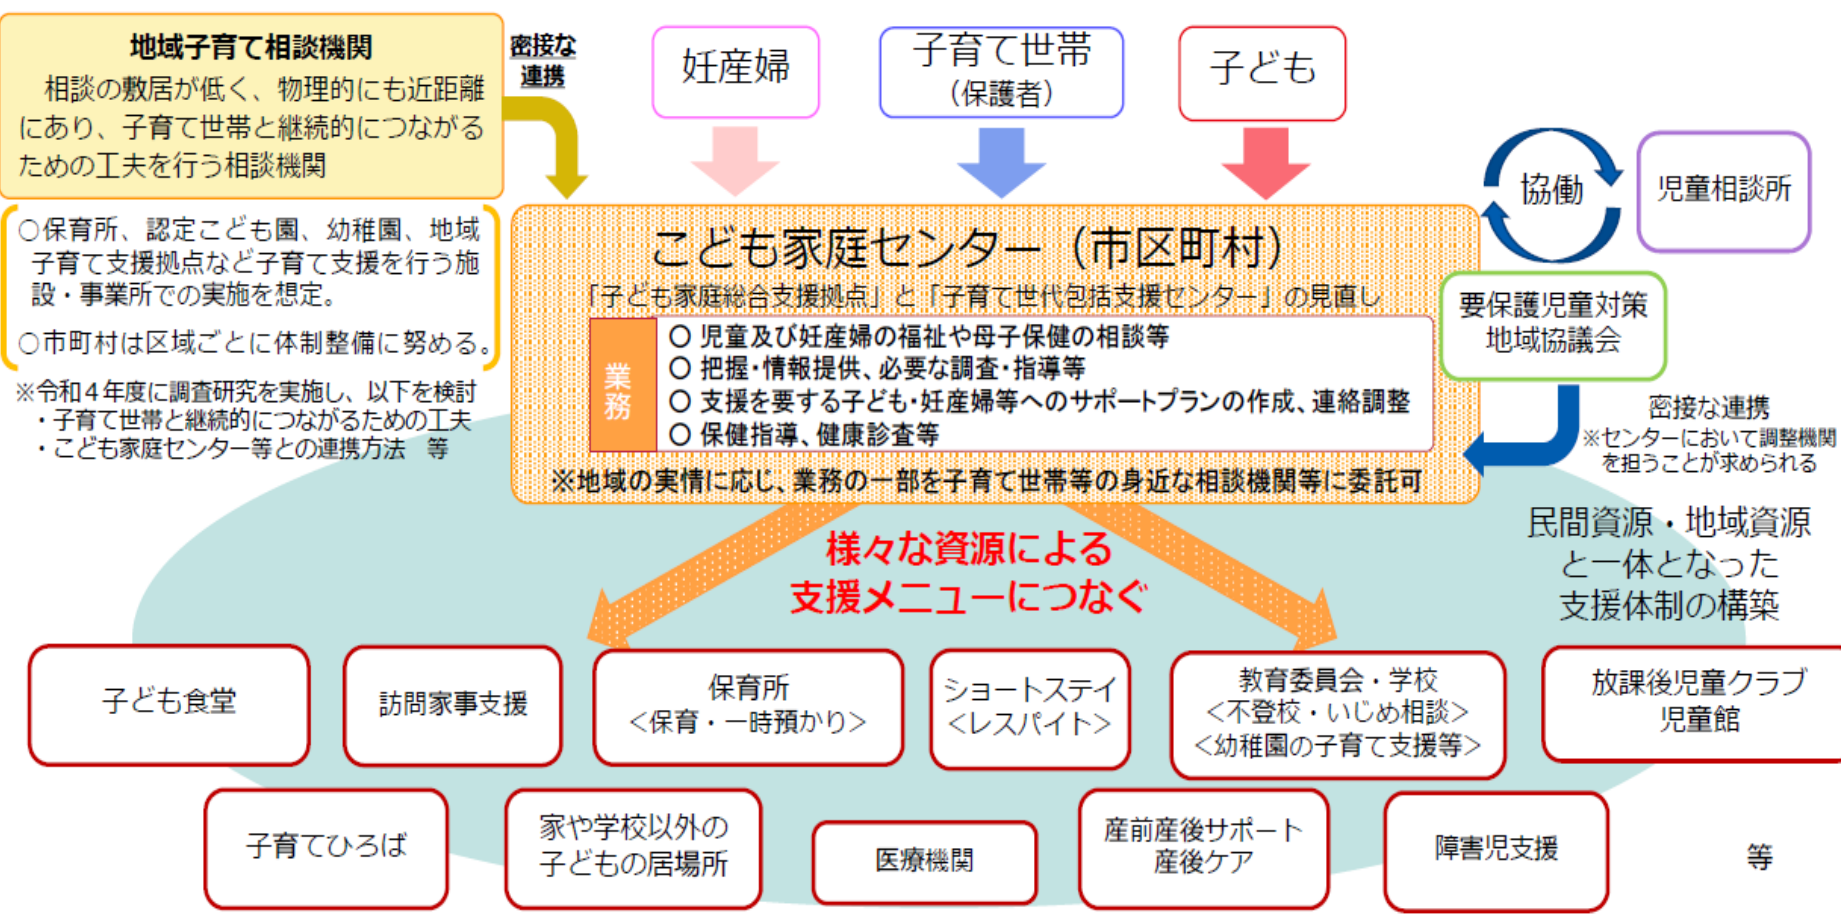 地域子育て相談機関
相談の敷居が低く、物理的にも近距離
にあり、子育て世帯と継続的につながる
ための工夫を行う相談機関
密接な
連携
妊産婦
子育て世帯
（保護者）
子ども
○保育所、認定こども園、幼稚園、地域
子育て支援拠点など子育て支援を行う施
設・事業所での実施を想定。
○市町村は区域ごとに体制整備に努める。
※令和４年度に調査研究を実施し、以下を検討
・子育て世帯と継続的につながるための工夫
・こども家庭センター等との連携方法　等
こども家庭センター（市区町村）
「子ども家庭総合支援拠点」と「子育て世代包括支援センター」の見直し
業務
〇 児童及び妊産婦の福祉や母子保健の相談等
〇 把握・情報提供、必要な調査・指導等
〇 支援を要する子ども・妊産婦等へのサポートプランの作成、連絡調整
〇 保健指導、健康診査等
※地域の実情に応じ、業務の一部を子育て世帯等の身近な相談機関等に委託可
協働
児童相談所
要保護児童対策
地域協議会
密接な連携
※センターにおいて調整機関
を担うことが求められる
様々な資源による
支援メニューにつなぐ
民間資源・地域資源
と一体となった
支援体制の構築
子ども食堂
訪問家事支援
保育所
＜保育・一時預かり＞
ショートステイ
＜レスパイト＞
教育委員会・学校
＜不登校・いじめ相談＞
＜幼稚園の子育て支援等＞
放課後児童クラブ
児童館
子育てひろば
家や学校以外の
子どもの居場所
医療機関
産前産後サポート
産後ケア
障害児支援
等